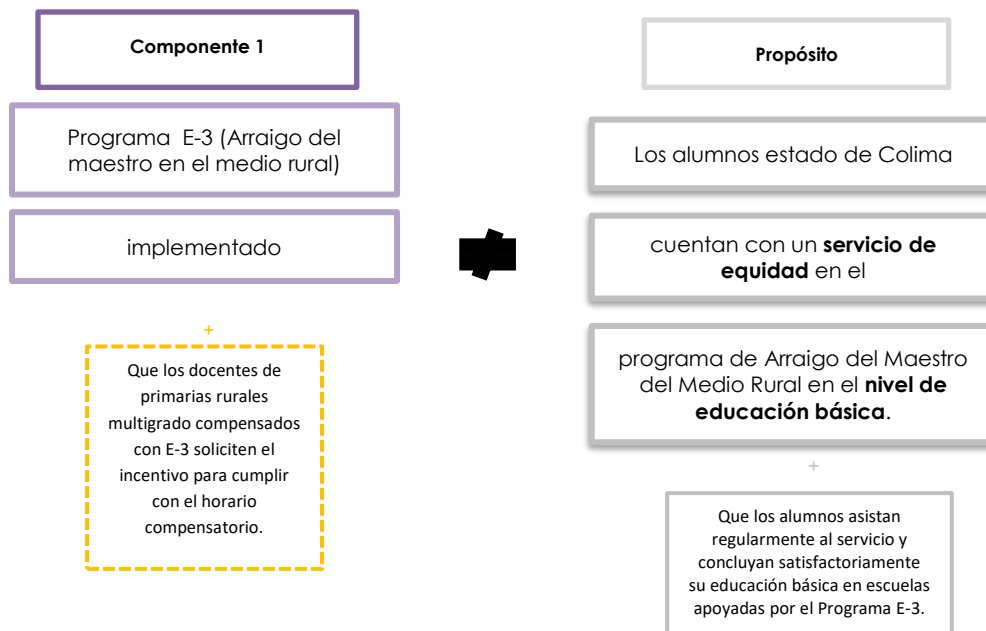 Componente 1
Programa E-3 (Arraigo del
maestro en el medio rural)
implementado
+
Que los docentes de
primarias rurales
multigrado compensados
con E-3 soliciten el
incentivo para cumplir
con el horario
compensatorio.
≠
Propósito
Los alumnos estado de Colima
cuentan con un servicio de
equidad en el
programa de Arraigo del Maestro
del Medio Rural en el nivel de
educación básica.
+
Que los alumnos asistan
regularmente al servicio y
concluyan satisfactoriamente
su educación básica en escuelas
apoyadas por el Programa E-3.